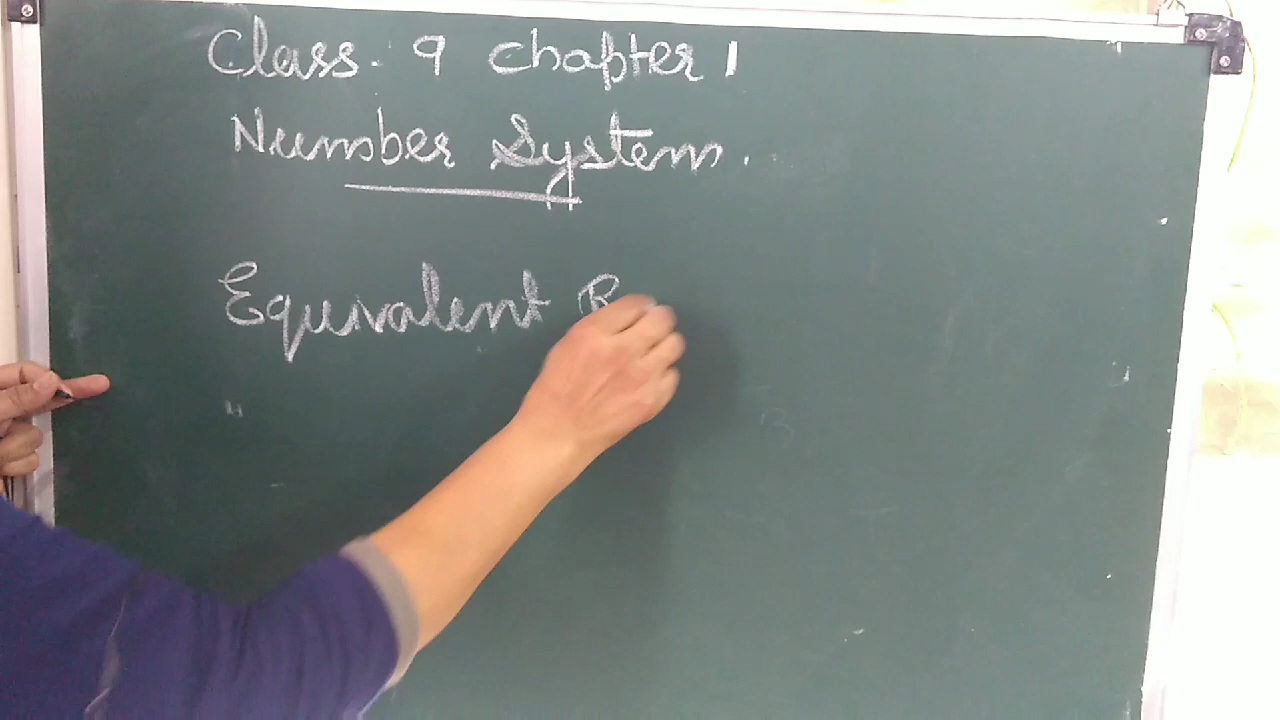 Class. 9 Chapter 1
Number System.
Equivalent R